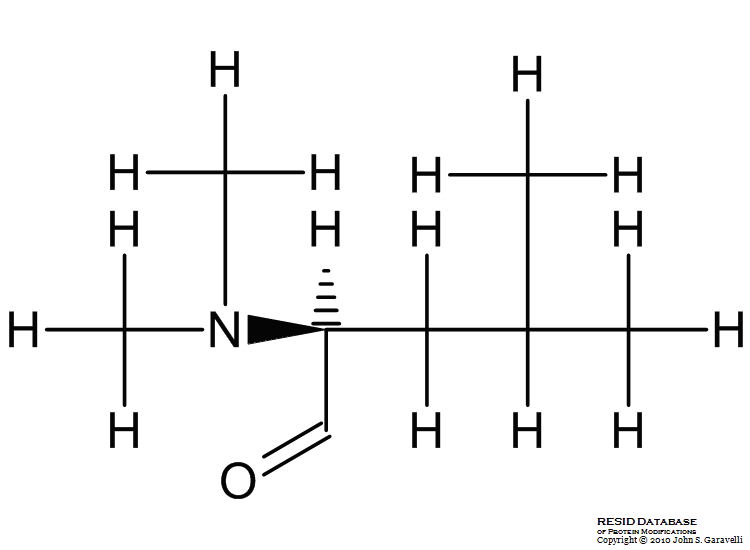 H H
H H H H
H H H H
H N H
H H H H
O
RESID DATABASE
OF PROTEIN MODIFICATIONS
Copyright © 2010 John S. Garavelli